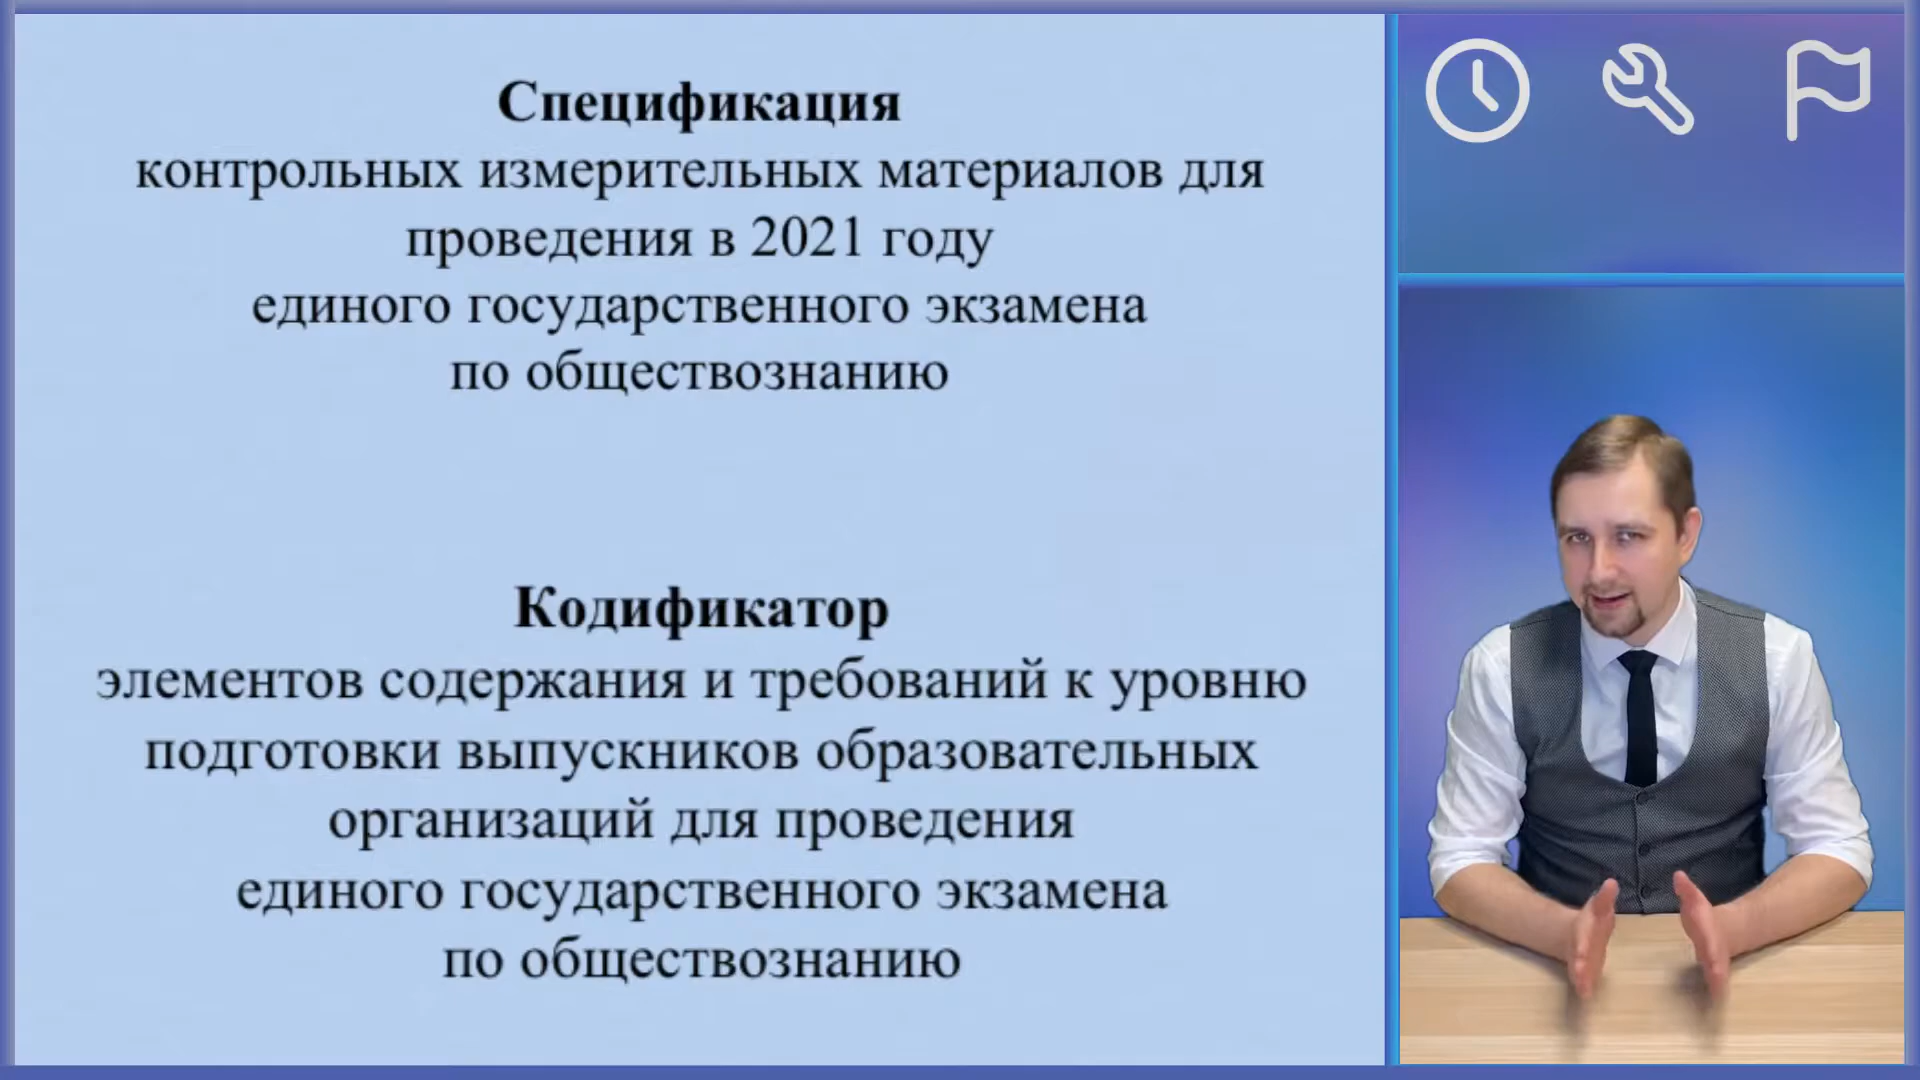 Спецификация
контрольных измерительных материалов для
проведения в 2021 году
единого государственного экзамена
по обществознанию
Кодификатор
элементов содержания и требований к уровню
подготовки выпускников образовательных
организаций для проведения
единого государственного экзамена
по обществознанию